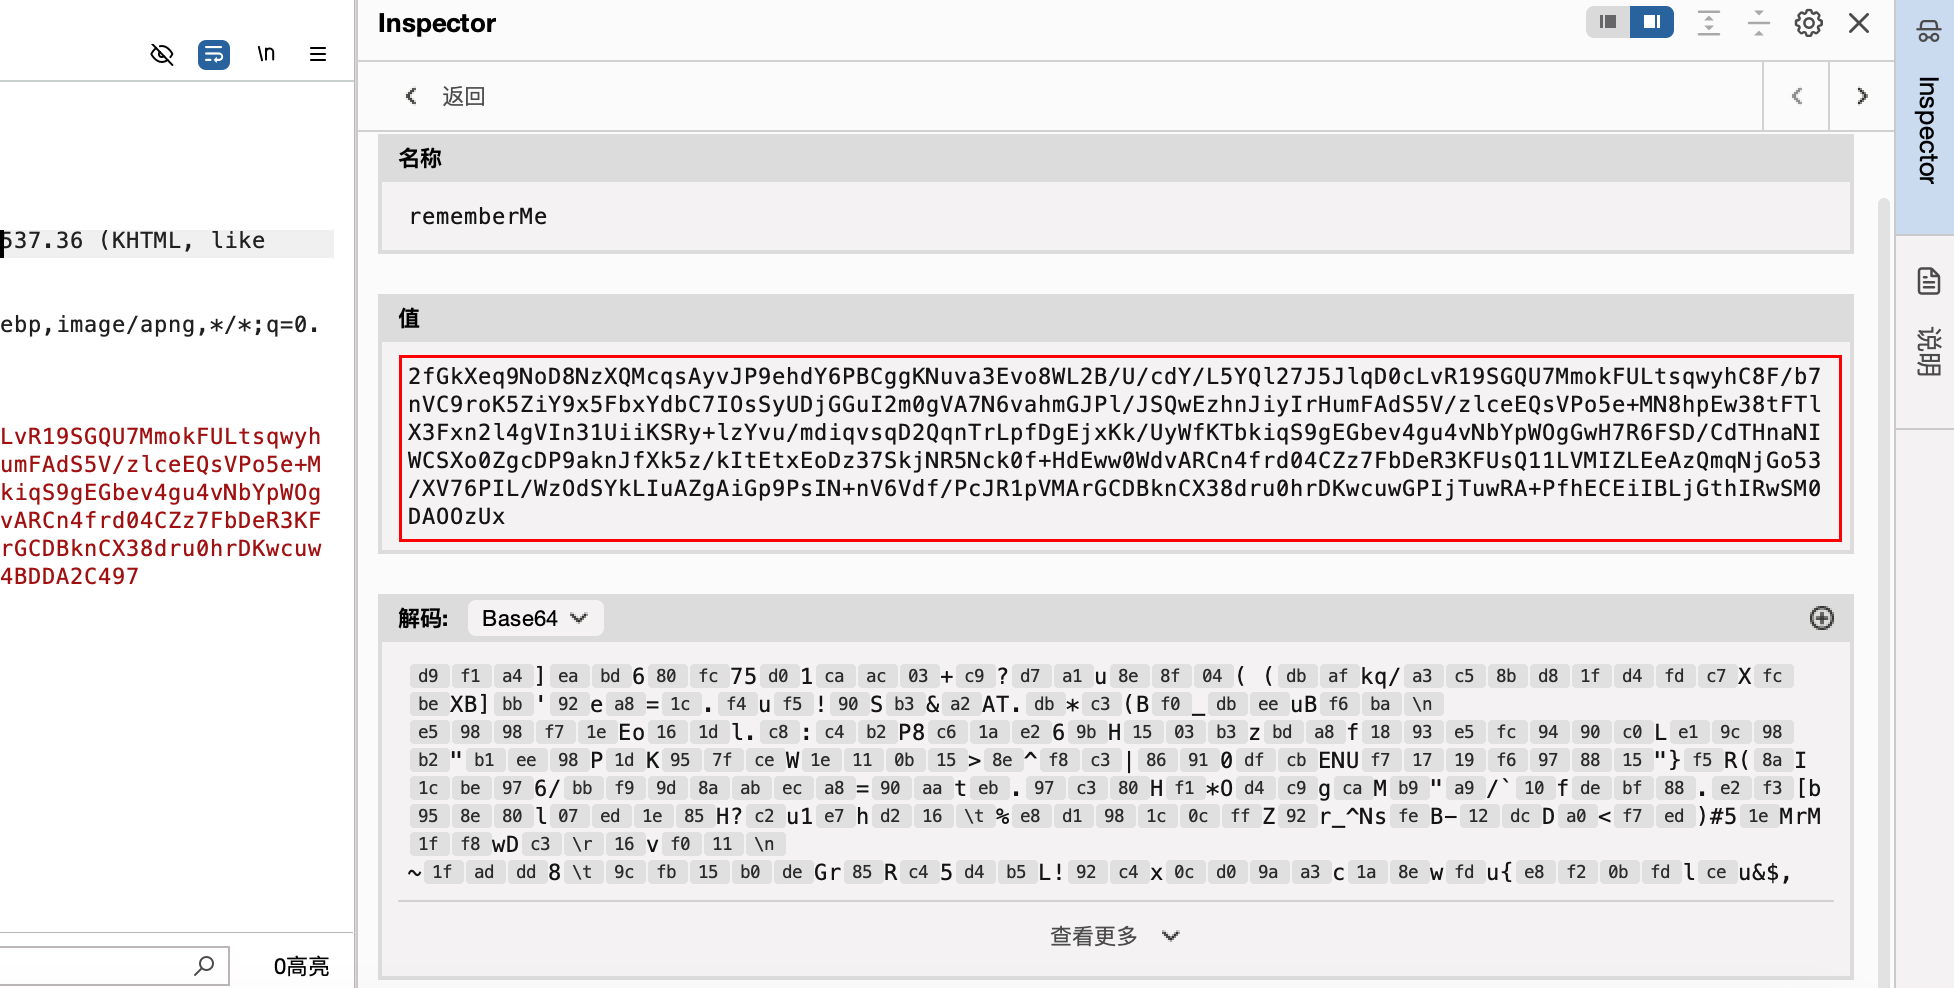 Inspector
\n
返回
Inspector
说明
名称
rememberMe
537.36 (KHTML, like
ebp,image/apng,*/*;q=0.
值
2fGkXeq9NoD8NzXQMcqsAyvJP9ehdY6PBCggKNuva3Evo8WL2B/U/cdY/L5YQl27J5JlqD0cLvR19SGQU7MmokFULtsqwyhC8F/b7
nVC9roK5ZiY9x5FbxYdbC7IOsSyUDjGGuI2m0gVA7N6vahmGJPl/JSQwEzhnJiyIrHumFAdS5V/zlceEQsVPo5e+MN8hpEw38tFTl
X3Fxn2l4gVIn31UiiKSRy+lzYvu/mdiqvsqD2QqnTrLpfDgEjxKk/UyWfKTbkiqS9gEGbev4gu4vNbYpWOgGwH7R6FSD/CdTHnaNI
WCSXo0ZgcDP9aknJfXk5z/kItEtxEoDz37SkjNR5Nck0f+HdEww0WdvARCn4frd04CZz7FbDeR3KFUsQ11LVMIZLEeAzQmqNjGo53
/XV76PIL/WzOdSYkLIuAZgAiGp9PsIN+nV6Vdf/PcJR1pVMArGCDBknCX38dru0hrDKwcuwGPIjTuwRA+PfhECEiIBLjGthIRwSM0
DAOOzUx
LvR19SGQU7MmokFULtsqwyh
umFAdS5V/zlceEQsVPo5e+M
kiqS9gEGbev4gu4vNbYpWOg
vARCn4frd04CZz7FbDeR3KF
rGCDBknCX38dru0hrDKwcuw
4BDDA2C497
解码: Base64
d9 f1 a4 ] ea bd 6 80 fc 75 d0 1 ca ac 03 + c9 ? d7 a1 u 8e 8f 04 ( ( db af kq/ a3 c5 8b d8 1f d4 fd c7 X fc
be XB] bb ' 92 e a8 = 1c . f4 u f5 ! 90 S b3 & a2 AT. db * c3 (B f0 _ db ee uB f6 ba \n
e5 98 98 f7 1e Eo 16 1d l. c8 : c4 b2 P8 c6 1a e2 6 9b H 15 03 b3 z bd a8 f 18 93 e5 fc 94 90 c0 L e1 9c 98
b2 " b1 ee 98 P 1d K 95 7f ce W 1e 11 0b 15 > 8e ^ f8 c3 | 86 91 0 df cb ENU f7 17 19 f6 97 88 15 "} f5 R( 8a I
1c be 97 6/ bb f9 9d 8a ab ec a8 = 90 aa t eb . 97 c3 80 H f1 *O d4 c9 g ca M b9 " a9 /` 10 f de bf 88 . e2 f3 [b
95 8e 80 l 07 ed 1e 85 H? c2 u1 e7 h d2 16 \t % e8 d1 98 1c 0c ff Z 92 r_^Ns fe B- 12 dc D a0 < f7 ed )#5 1e MrM
1f f8 wD c3 \r 16 v f0 11 \n
~ 1f ad dd 8 \t 9c fb 15 b0 de Gr 85 R c4 5 d4 b5 L! 92 c4 x 0c d0 9a a3 c 1a 8e w fd u{ e8 f2 0b fd l ce u&$,
查看更多
0高亮